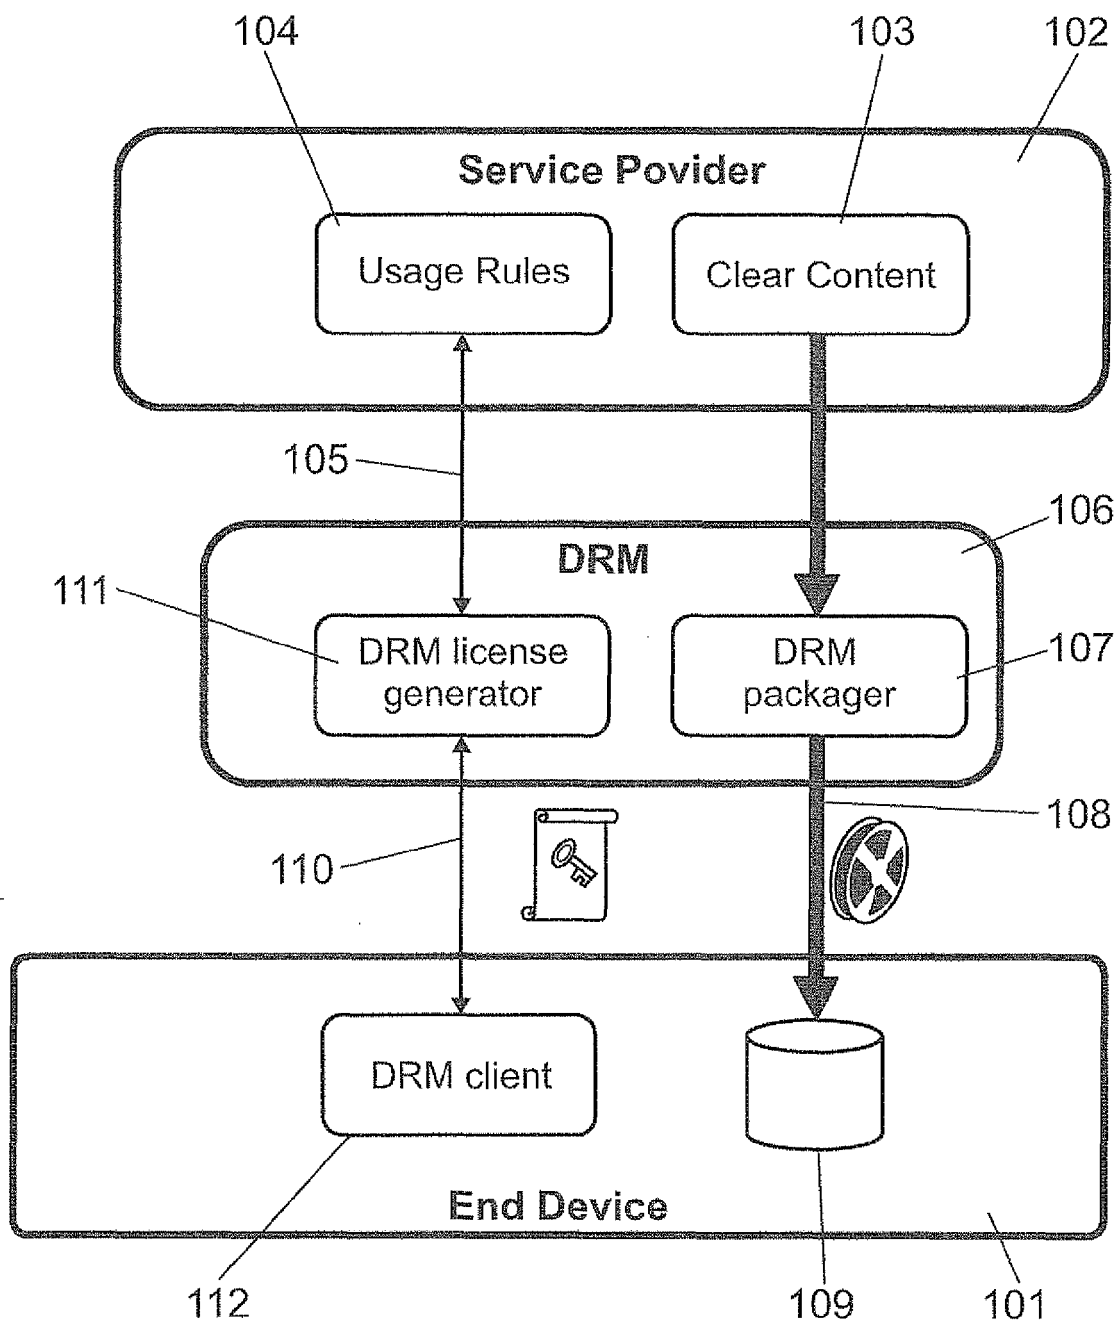 104
103
102
Service Povider
Usage Rules
Clear Content
105
106
DRM
111
DRM license
generator
DRM
packager
107
108
110
DRM client
End Device
112
109
101